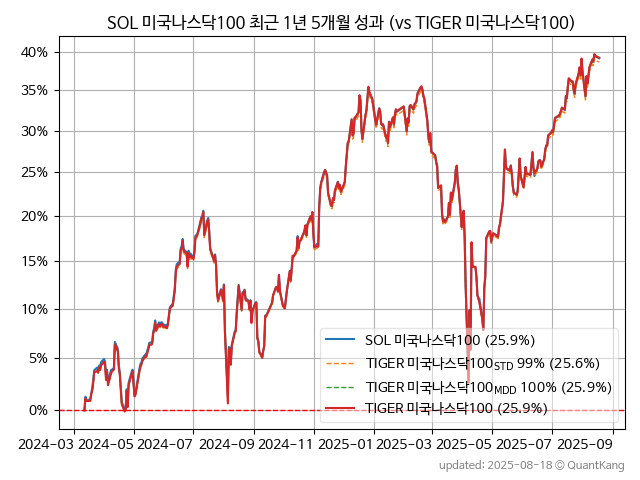 SOL 미국나스닥100 최근 1년 5개월 성과 (vs TIGER 미국나스닥100)
40%
35%
30%
25%
20%
15%
10%
5%
0%
SOL 미국나스닥100 (25.9%)
TIGER 미국나스닥100STD 99% (25.6%)
TIGER 미국나스닥100MDD 100% (25.9%)
TIGER 미국나스닥100 (25.9%)
2024-03 2024-05 2024-07 2024-09 2024-11 2025-01 2025-03 2025-05 2025-07 2025-09
updated: 2025-08-18 © QuantKang